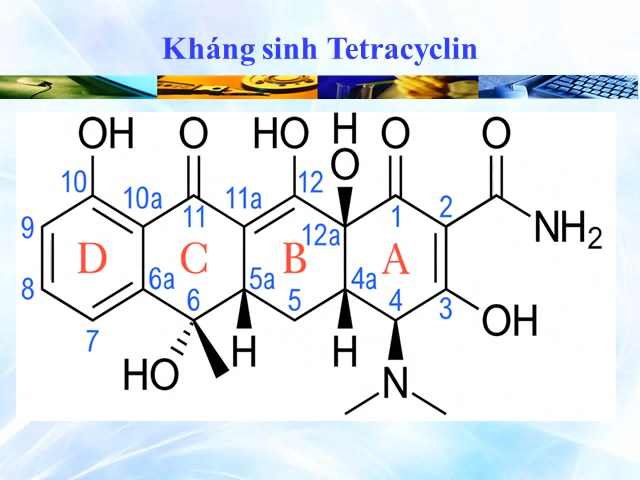 Kháng sinh Tetracyclin
OH O HO H O O O
10 10a 11 11a 12 12a 1 2
9 D C B A NH2
8 6a 6 5a 5 4a 4 3
7 HO H H N OH